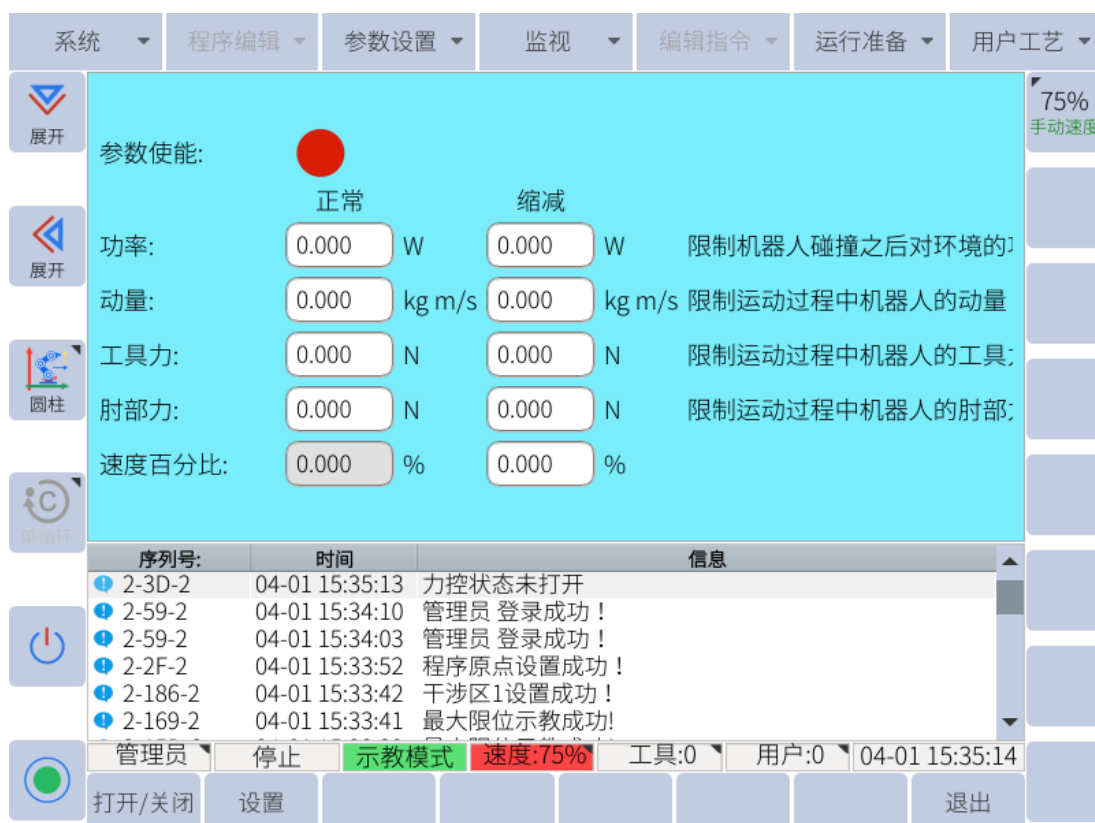 系统 程序编辑 参数设置 监视 编辑指令 运行准备 用户工艺
展开
75%
手动速度
参数使能:
正常 缩减
展开
功率: 0.000 W 0.000 W 限制机器人碰撞之后对环境的
动量: 0.000 kg m/s 0.000 kg m/s 限制运动过程中机器人的动量
工具力: 0.000 N 0.000 N 限制运动过程中机器人的工具
圆柱
肘部力: 0.000 N 0.000 N 限制运动过程中机器人的肘部
速度百分比: 0.000 % 0.000 %
单循环
序列号: 时间 信息
2-3D-2 04-01 15:35:13 力控状态未打开
2-59-2 04-01 15:34:10 管理员 登录成功！
2-59-2 04-01 15:34:03 管理员 登录成功！
2-2F-2 04-01 15:33:52 程序原点设置成功！
2-186-2 04-01 15:33:42 干涉区1设置成功！
2-169-2 04-01 15:33:41 最大限位示教成功!
管理员 停止 示教模式 速度:75% 工具:0 用户:0 04-01 15:35:14
打开/关闭 设置 退出